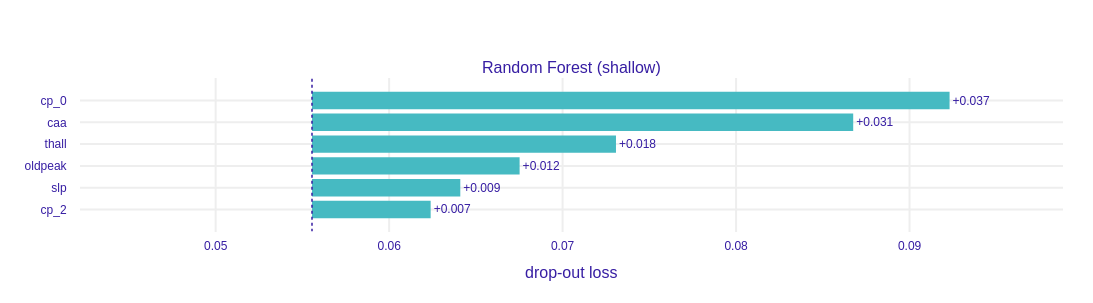 Random Forest (shallow)
cp_0 +0.037
caa +0.031
thall +0.018
oldpeak +0.012
slp +0.009
cp_2 +0.007
0.05 0.06 0.07 0.08 0.09
drop-out loss